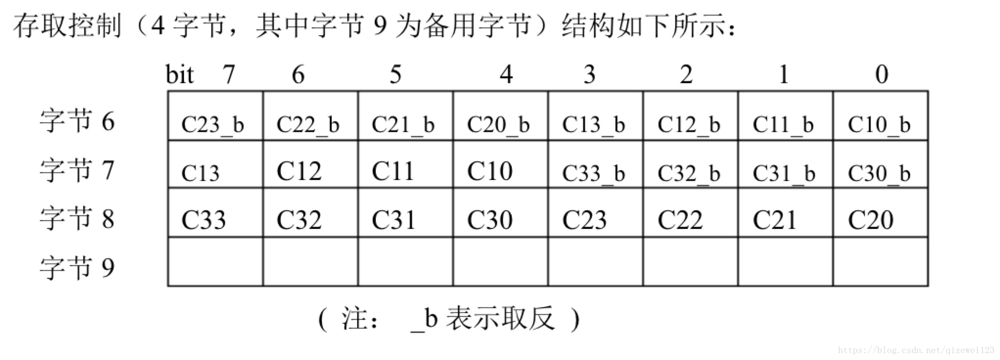 存取控制（4 字节，其中字节 9 为备用字节）结构如下所示：
bit 7 6 5 4 3 2 1 0
字节 6 C23_b C22_b C21_b C20_b C13_b C12_b C11_b C10_b
字节 7 C13 C12 C11 C10 C33_b C32_b C31_b C30_b
字节 8 C33 C32 C31 C30 C23 C22 C21 C20
字节 9
( 注： _b 表示取反 )
https://blog.csdn.net/qizewei123